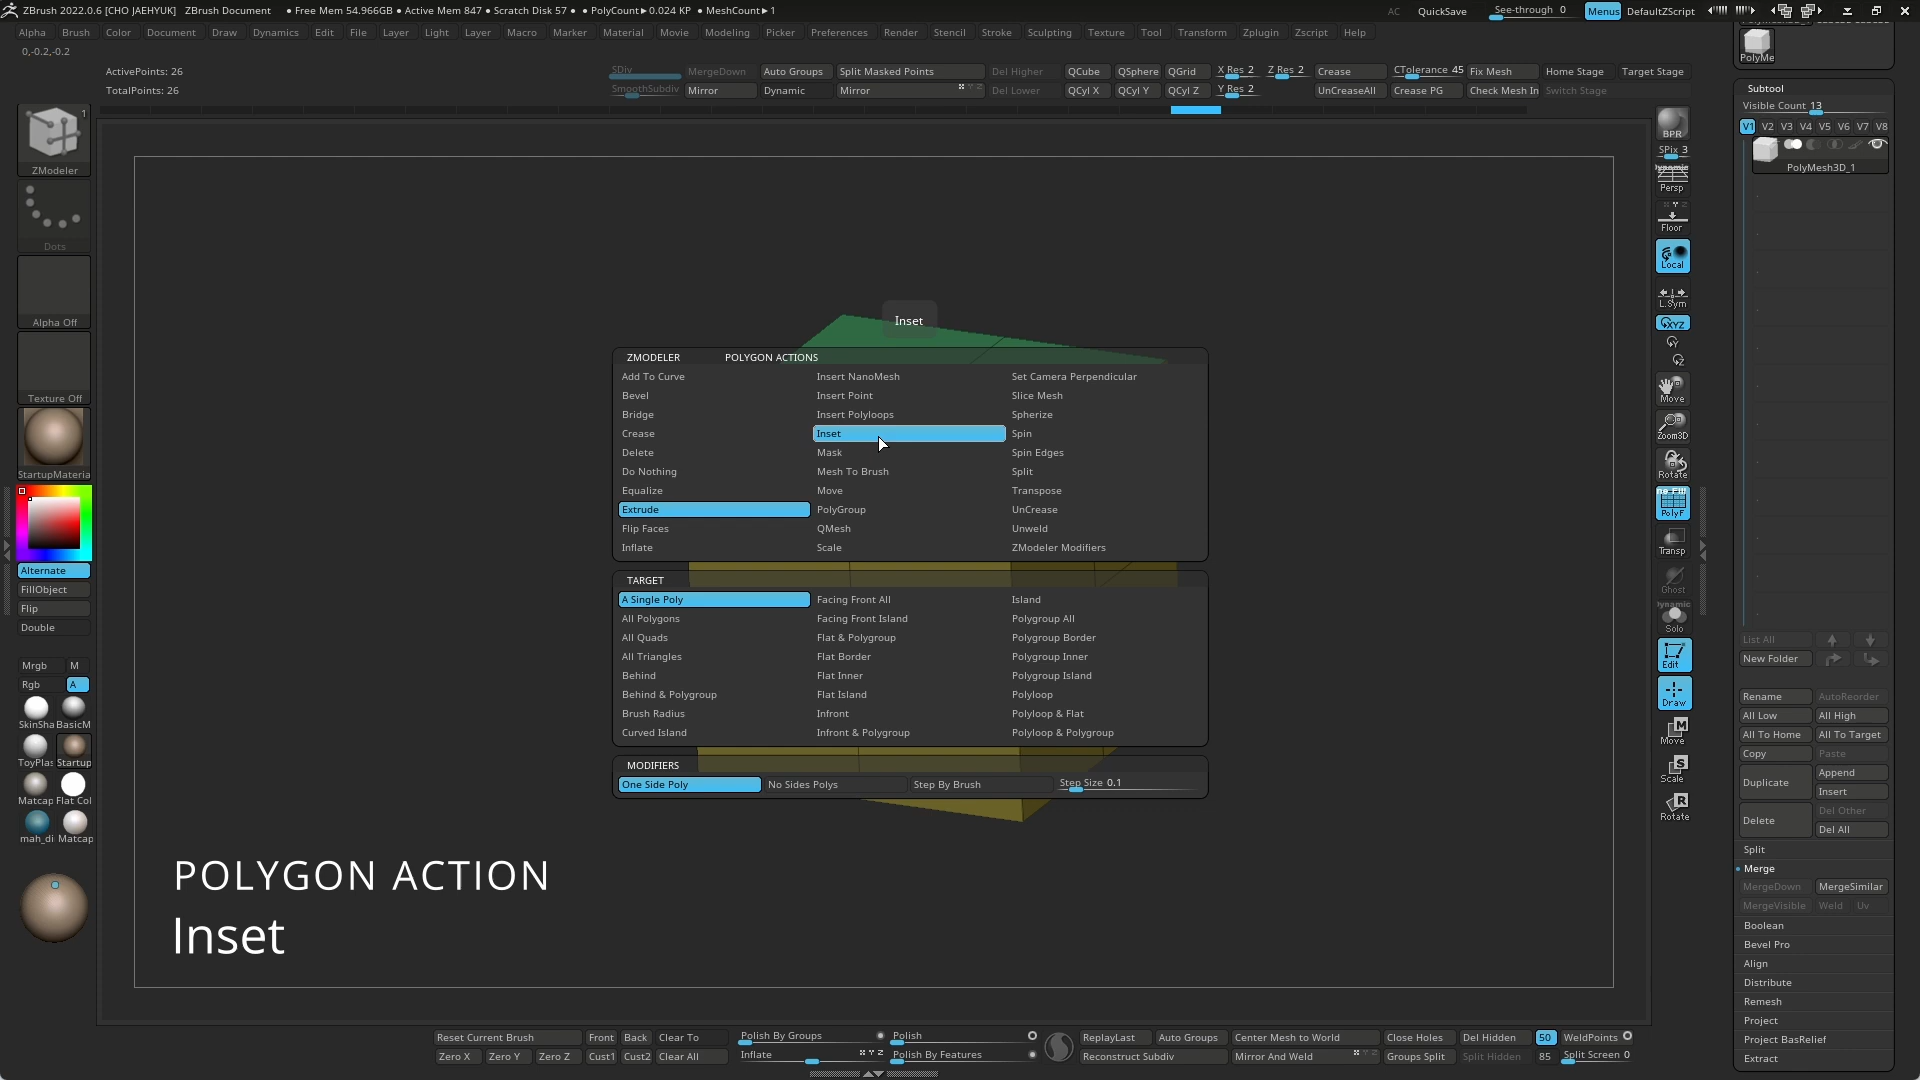 ZBrush 2022.0.6 [CHO JAEHYUK] ZBrush Document • Free Mem 54.966GB • Active Mem 847 • Scratch Disk 57 • • PolyCount▸0.024 KP • MeshCount▸1 AC QuickSave See-through 0 Menus DefaultZScript
Alpha Brush Color Document Draw Dynamics Edit File Layer Light Layer Macro Marker Material Movie Modeling Picker Preferences Render Stencil Stroke Sculpting Texture Tool Transform Zplugin Zscript Help
0,-0.2,-0.2
PolyMe
ActivePoints: 26
TotalPoints: 26
SDiv MergeDown Auto Groups Split Masked Points Del Higher QCube QSphere QGrid X Res 2 Z Res 2 Crease CTolerance 45 Fix Mesh Home Stage Target Stage
SmoothSubdiv Mirror Dynamic Mirror Del Lower QCyl X QCyl Y QCyl Z Y Res 2 UnCreaseAll Crease PG Check Mesh In Switch Stage
1
ZModeler
Dots
Alpha Off
Texture Off
StartupMateria
Alternate
FillObject
Flip
Double
Mrgb M
Rgb A
SkinSha BasicM
ToyPlas Startup
Matcap Flat Col
mah_di Matcap
Inset
ZMODELER POLYGON ACTIONS
Add To Curve Insert NanoMesh Set Camera Perpendicular
Bevel Insert Point Slice Mesh
Bridge Insert Polyloops Spherize
Crease Inset Spin
Delete Mask Spin Edges
Do Nothing Mesh To Brush Split
Equalize Move Transpose
Extrude PolyGroup UnCrease
Flip Faces QMesh Unweld
Inflate Scale ZModeler Modifiers
TARGET
A Single Poly Facing Front All Island
All Polygons Facing Front Island Polygroup All
All Quads Flat & Polygroup Polygroup Border
All Triangles Flat Border Polygroup Inner
Behind Flat Inner Polygroup Island
Behind & Polygroup Flat Island Polyloop
Brush Radius Infront Polyloop & Flat
Curved Island Infront & Polygroup Polyloop & Polygroup
MODIFIERS
One Side Poly No Sides Polys Step By Brush Step Size 0.1
POLYGON ACTION
Inset
BPR
SPix 3
Dynamic
Persp
Floor
Local
L.Sym
XYZ
Move
Zoom3D
Rotate
PolyF
Transp
Ghost
Dynamic
Solo
Edit
Draw
Move
Scale
Rotate
Subtool
Visible Count 13
V1 V2 V3 V4 V5 V6 V7 V8
PolyMesh3D_1
List All
New Folder
Rename AutoReorder
All Low All High
All To Home All To Target
Copy Paste
Duplicate Append
Insert
Delete Del Other
Del All
Split
Merge
MergeDown MergeSimilar
MergeVisible Weld Uv
Boolean
Bevel Pro
Align
Distribute
Remesh
Project
Project BasRelief
Extract
Reset Current Brush Front Back Clear To Polish By Groups Polish ReplayLast Auto Groups Center Mesh to World Close Holes Del Hidden 50 WeldPoints
Zero X Zero Y Zero Z Cust1 Cust2 Clear All Inflate Polish By Features Reconstruct Subdiv Mirror And Weld Groups Split Split Hidden 85 Split Screen 0